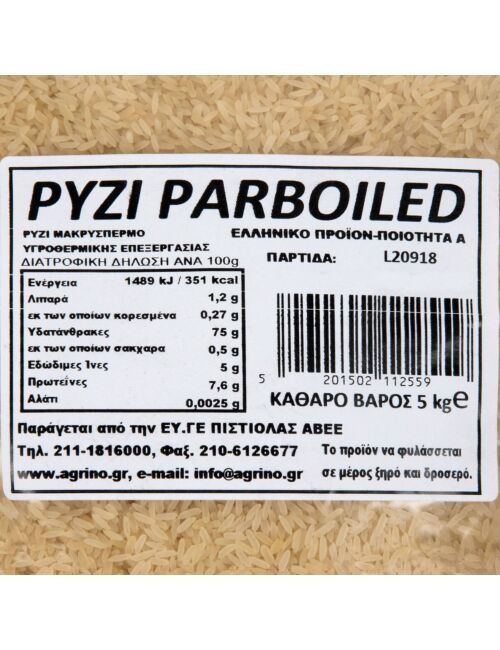 ΡΥΖΙ PARBOILED
ΡΥΖΙ ΜΑΚΡΥΣΠΕΡΜΟ
ΥΓΡΟΘΕΡΜΙΚΗΣ ΕΠΕΞΕΡΓΑΣΙΑΣ
ΔΙΑΤΡΟΦΙΚΗ ΔΗΛΩΣΗ ΑΝΑ 100g
Ενέργεια 1489 kJ / 351 kcal
Λιπαρά 1,2 g
εκ των οποίων κορεσμένα 0,27 g
Υδατάνθρακες 75 g
εκ των οποίων σακχαρα 0,5 g
Εδώδιμες Ίνες 5 g
Πρωτεΐνες 7,6 g
Αλάτι 0,0025 g
ΕΛΛΗΝΙΚΟ ΠΡΟΪΟΝ-ΠΟΙΟΤΗΤΑ Α
ΠΑΡΤΙΔΑ: L20918
5 201502 112559
ΚΑΘΑΡΟ ΒΑΡΟΣ 5 kg℮
Παράγεται από την ΕΥ.ΓΕ ΠΙΣΤΙΟΛΑΣ ΑΒΕΕ
Τηλ. 211-1816000, Φαξ. 210-6126677
www.agrino.gr, e-mail: info@agrino.gr
Το προϊόν να φυλάσσεται
σε μέρος ξηρό και δροσερό.